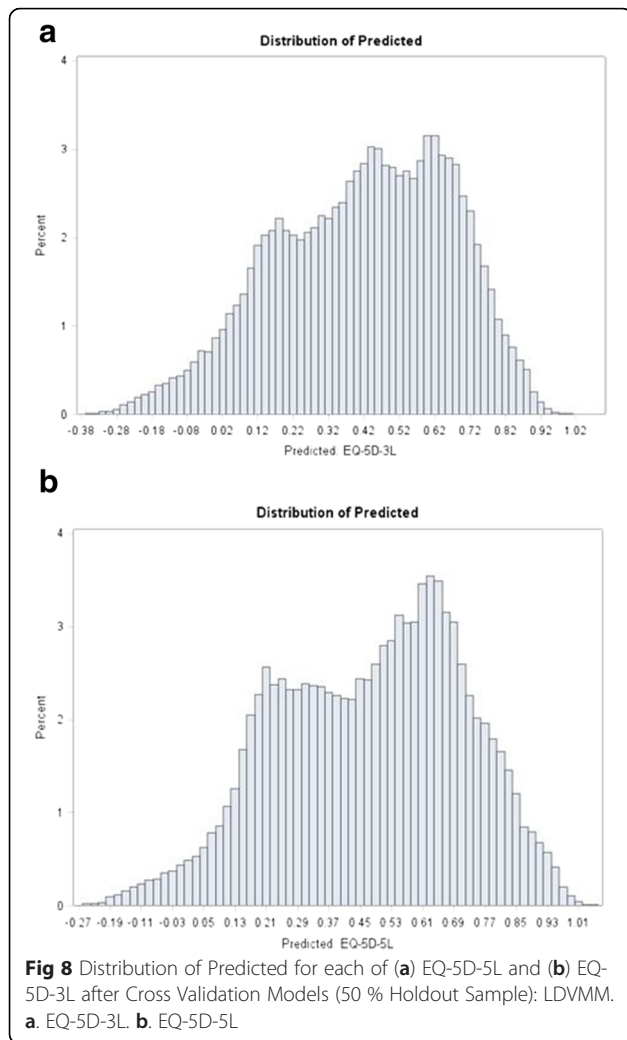 a
Distribution of Predicted
4
3
2
1
0
Percent
-0.38 -0.28 -0.18 -0.08 0.02 0.12 0.22 0.32 0.42 0.52 0.62 0.72 0.82 0.92 1.02
Predicted EQ-5D-3L
b
Distribution of Predicted
4
3
2
1
0
Percent
-0.27 -0.19 -0.11 -0.03 0.05 0.13 0.21 0.29 0.37 0.45 0.53 0.61 0.69 0.77 0.85 0.93 1.01
Predicted EQ-5D-5L
Fig 8 Distribution of Predicted for each of (a) EQ-5D-5L and (b) EQ-
5D-3L after Cross Validation Models (50 % Holdout Sample): LDVMM.
a. EQ-5D-3L. b. EQ-5D-5L